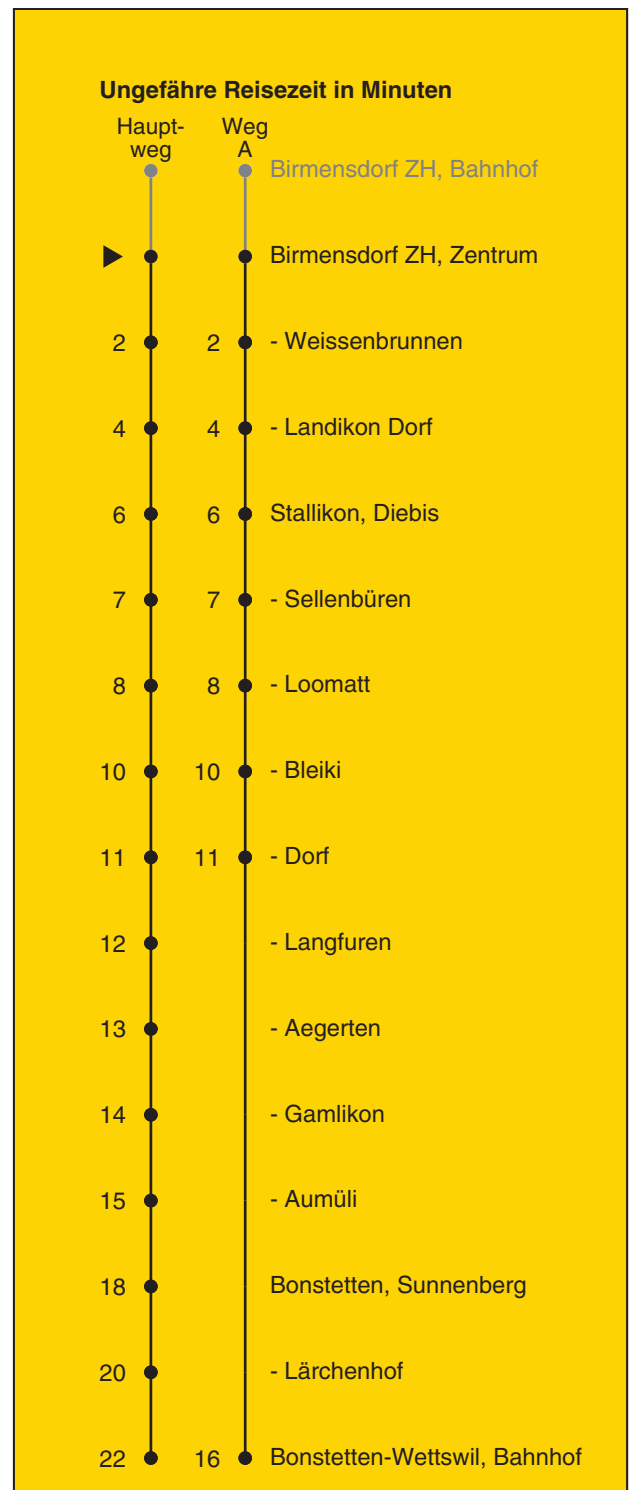 Ungefähre Reisezeit in Minuten
Haupt- Weg
weg A
Birmensdorf ZH, Bahnhof
Birmensdorf ZH, Zentrum
2 2 - Weissenbrunnen
4 4 - Landikon Dorf
6 6 Stallikon, Diebis
7 7 - Sellenbüren
8 8 - Loomatt
10 10 - Bleiki
11 11 - Dorf
12 - Langfuren
13 - Aegerten
14 - Gamlikon
15 - Aumüli
18 Bonstetten, Sunnenberg
20 - Lärchenhof
22 16 Bonstetten-Wettswil, Bahnhof